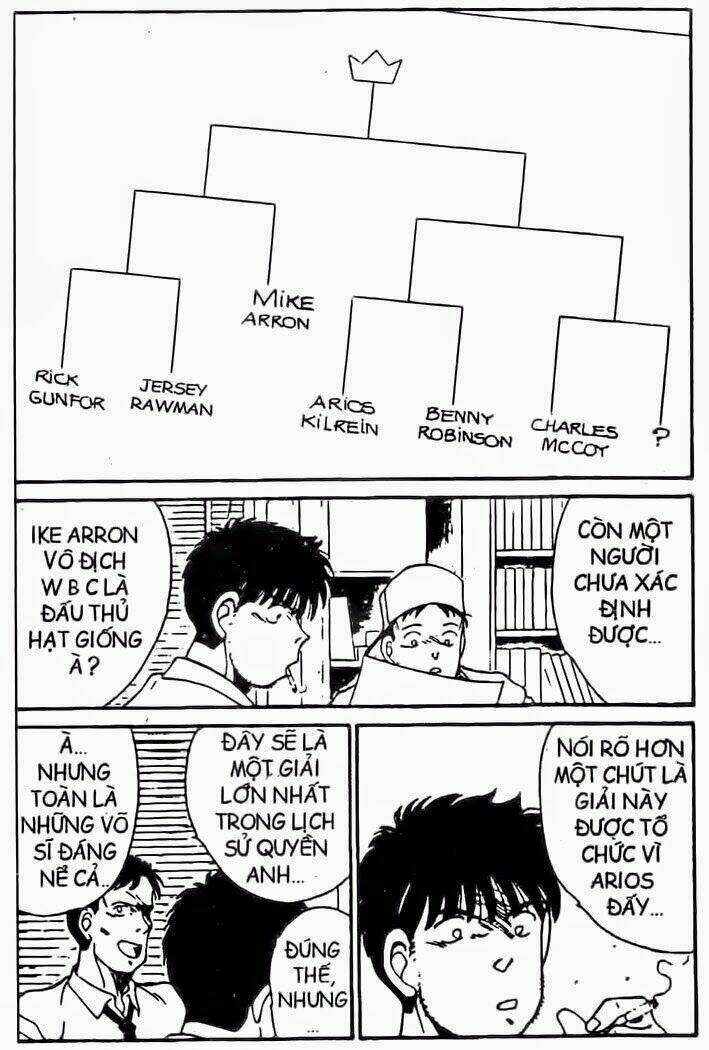 MIKE
ARRON
RICK
GUNFOR
JERSEY
RAWMAN
ARIOS
KILREIN
BENNY
ROBINSON
CHARLES
MCCOY
?
CÒN MỘT
NGƯỜI
CHƯA XÁC
ĐỊNH
ĐƯỢC...
IKE ARRON
VÔ ĐỊCH
W B C LÀ
ĐẤU THỦ
HẠT GIỐNG
À?
À...
NHƯNG
TOÀN LÀ
NHỮNG VÕ
SĨ ĐÁNG
NỂ CẢ..
ĐÂY SẼ LÀ
MỘT GIẢI
LỚN NHẤT
TRONG LỊCH
SỬ QUYỀN
ANH...
ĐÚNG
THẾ,
NHƯNG
...
NÓI RÕ HƠN
MỘT CHÚT LÀ
GIẢI NÀY
ĐƯỢC TỔ
CHỨC VÌ
ARIOS
ĐẤY...